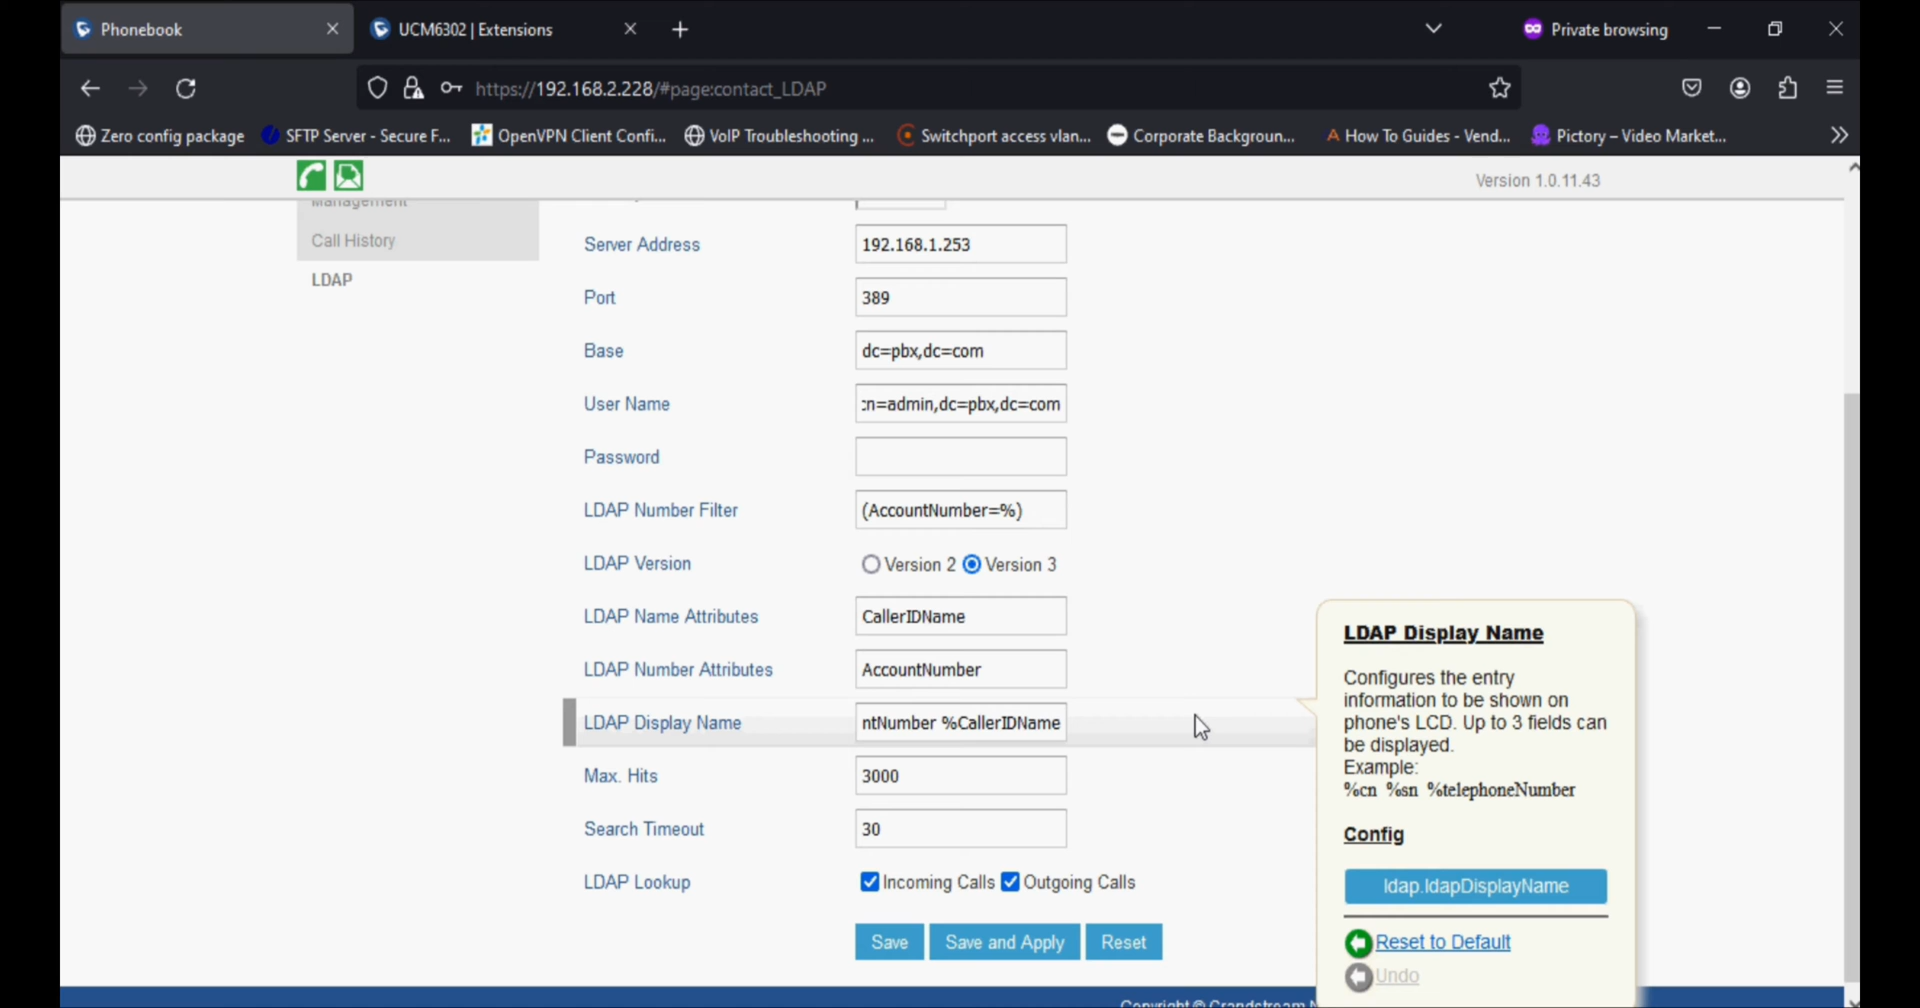 Phonebook
UCM6302 | Extensions
Private browsing
https://192.168.2.228/#page:contact_LDAP
Zero config package
SFTP Server - Secure F...
OpenVPN Client Confi...
VoIP Troubleshooting ...
Switchport access vlan...
Corporate Backgroun...
How To Guides - Vend...
Pictory – Video Market...
Version 1.0.11.43
Management
Call History
LDAP
Server Address 192.168.1.253
Port 389
Base dc=pbx,dc=com
User Name cn=admin,dc=pbx,dc=com
Password
LDAP Number Filter (AccountNumber=%)
LDAP Version Version 2 Version 3
LDAP Name Attributes CallerIDName
LDAP Number Attributes AccountNumber
LDAP Display Name ntNumber %CallerIDName
Max. Hits 3000
Search Timeout 30
LDAP Lookup Incoming Calls Outgoing Calls
Save Save and Apply Reset
LDAP Display Name
Configures the entry
information to be shown on
phone's LCD. Up to 3 fields can
be displayed.
Example:
%cn %sn %telephoneNumber
Config
ldap.ldapDisplayName
Reset to Default
Undo
Copyright © Grandstream